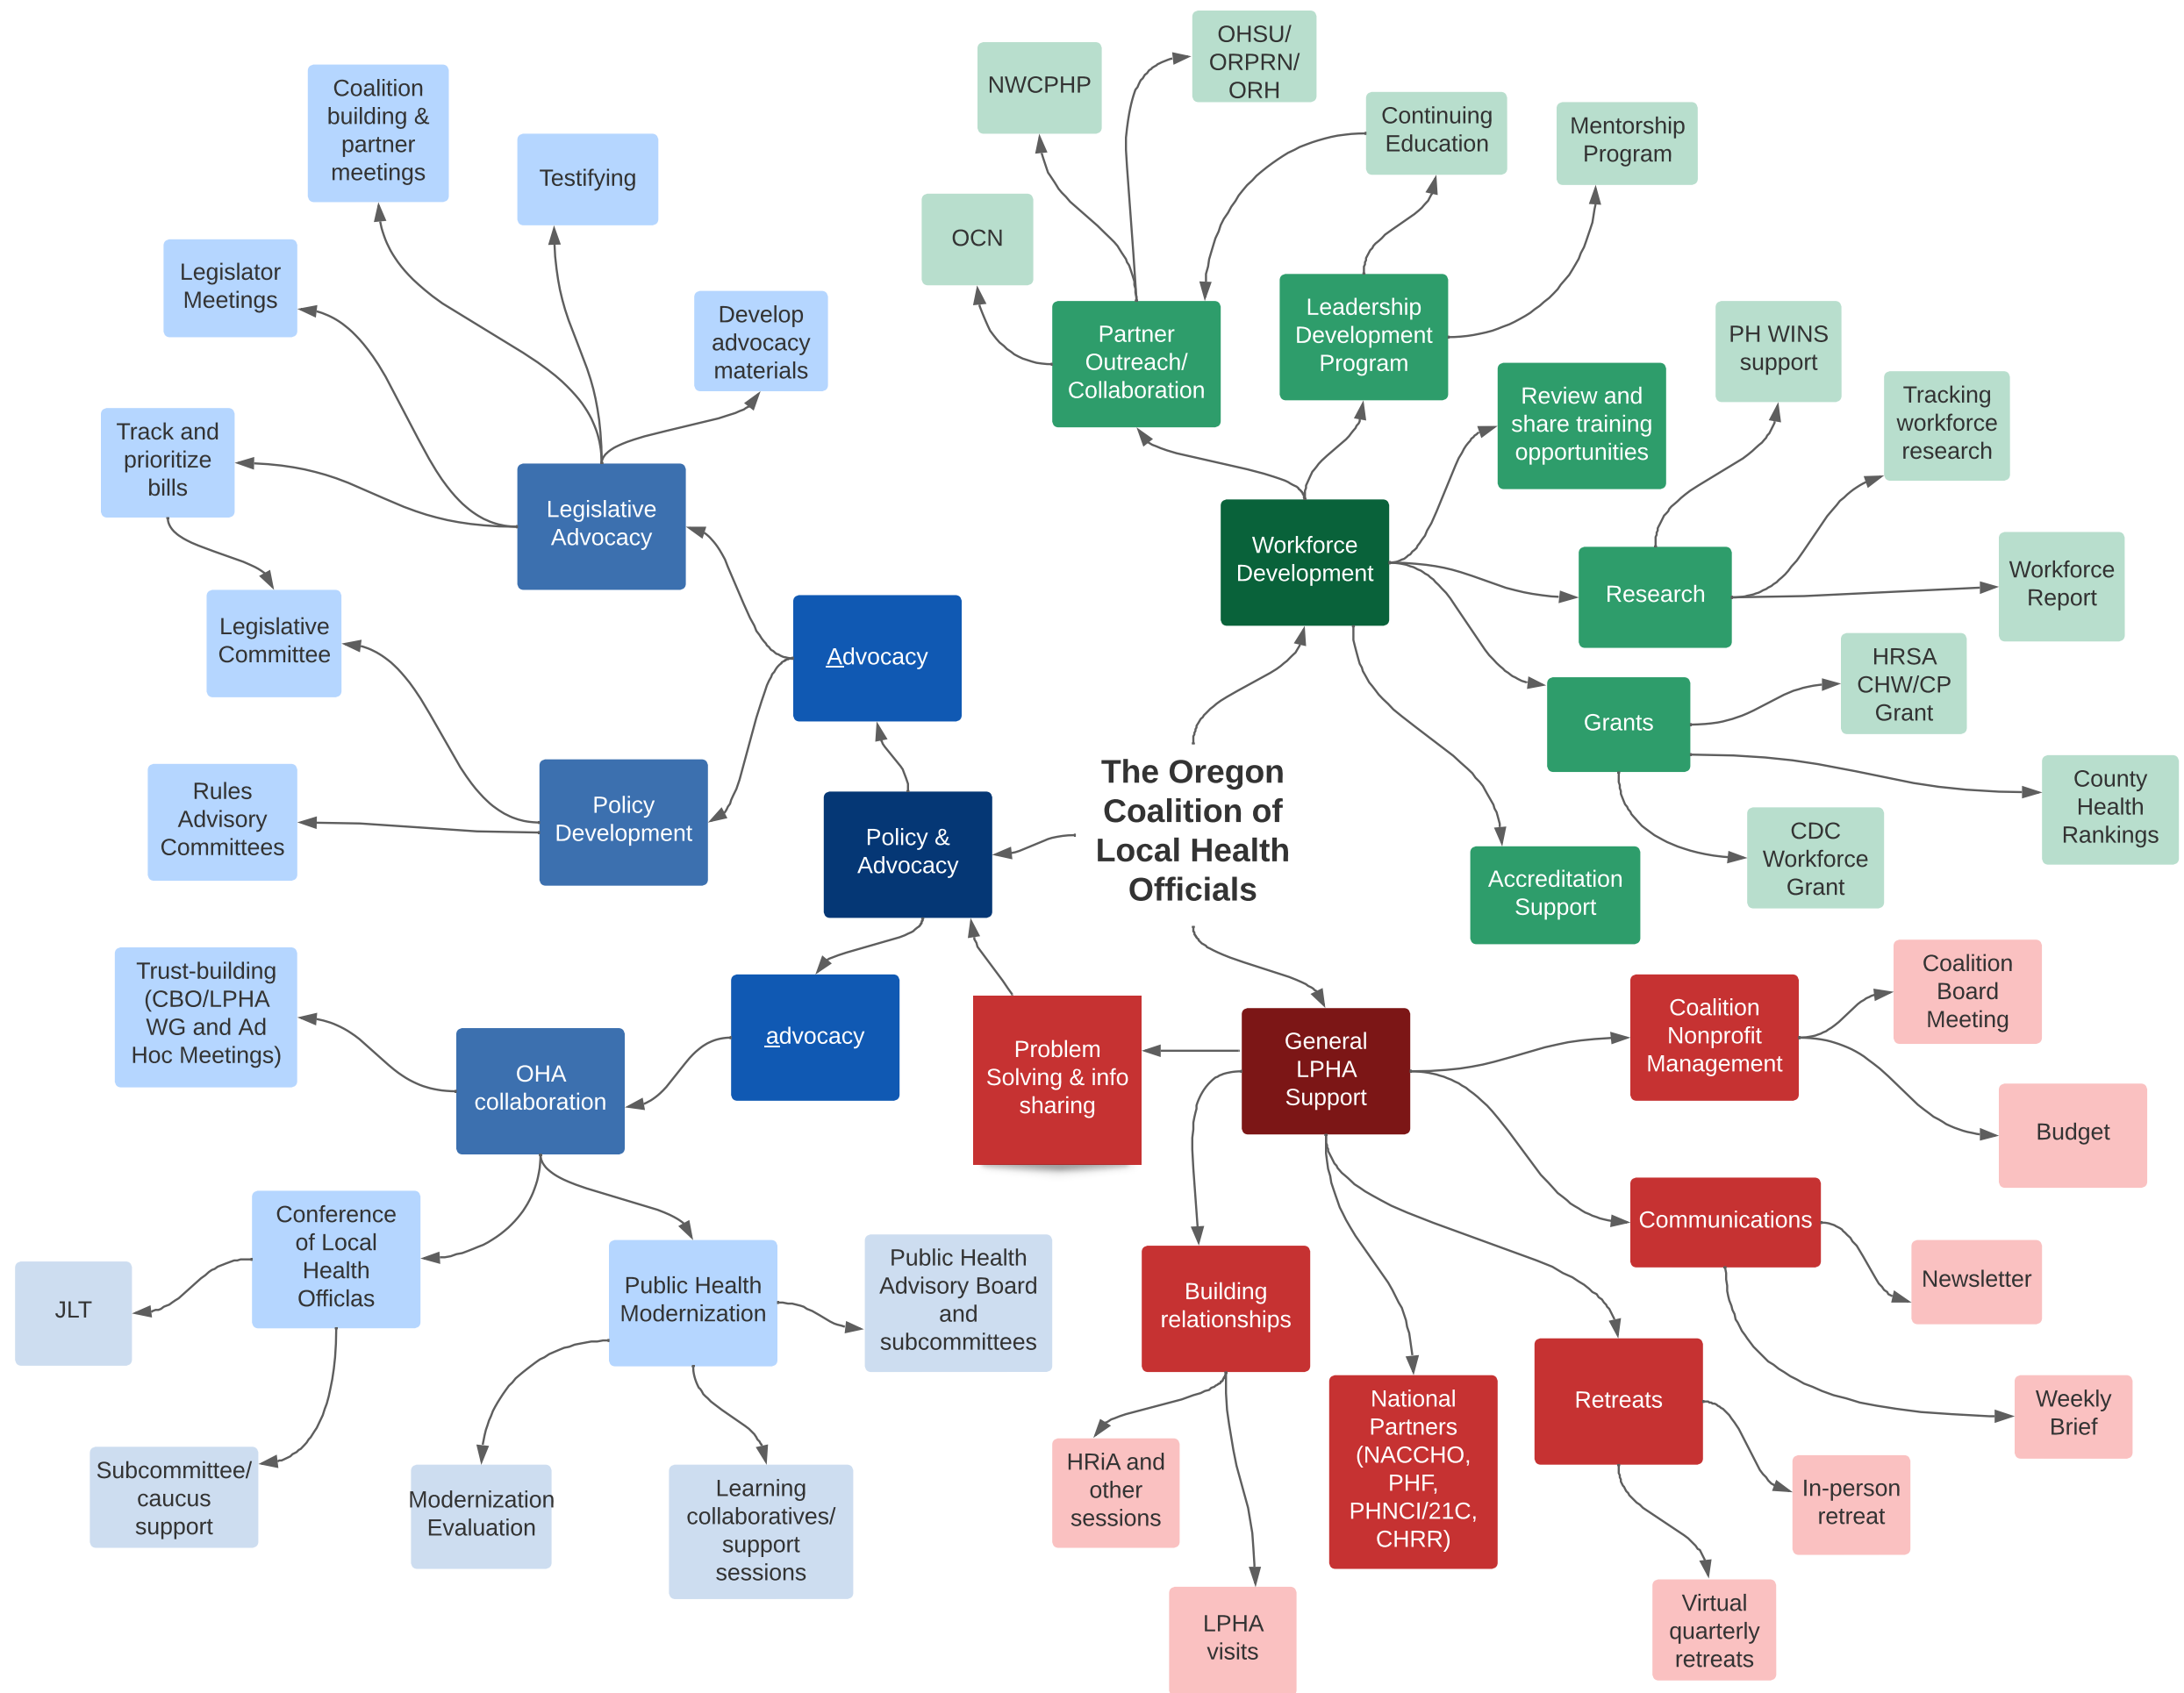 OHSU/
ORPRN/
ORH
NWCPHP
Coalition
building &
partner
meetings
Continuing
Education
Mentorship
Program
Testifying
OCN
Legislator
Meetings
Develop
advocacy
materials
Partner
Outreach/
Collaboration
Leadership
Development
Program
PH WINS
support
Review and
share training
opportunities
Tracking
workforce
research
Track and
prioritize
bills
Legislative
Advocacy
Workforce
Development
Research
Workforce
Report
Legislative
Committee
Advocacy
HRSA
CHW/CP
Grant
Grants
County
Health
Rankings
Rules
Advisory
Committees
Policy
Development
Policy &
Advocacy
The Oregon
Coalition of
Local Health
Officials
CDC
Workforce
Grant
Accreditation
Support
Trust-building
(CBO/LPHA
WG and Ad
Hoc Meetings)
OHA
collaboration
advocacy
Problem
Solving & info
sharing
General
LPHA
Support
Coalition
Nonprofit
Management
Coalition
Board
Meeting
Budget
Communications
Newsletter
Conference
of Local
Health
Officlas
JLT
Public Health
Modernization
Public Health
Advisory Board
and
subcommittees
Building
relationships
National
Partners
(NACCHO,
PHF,
PHNCI/21C,
CHRR)
Retreats
Weekly
Brief
Subcommittee/
caucus
support
Modernization
Evaluation
Learning
collaboratives/
support
sessions
HRiA and
other
sessions
In-person
retreat
LPHA
visits
Virtual
quarterly
retreats